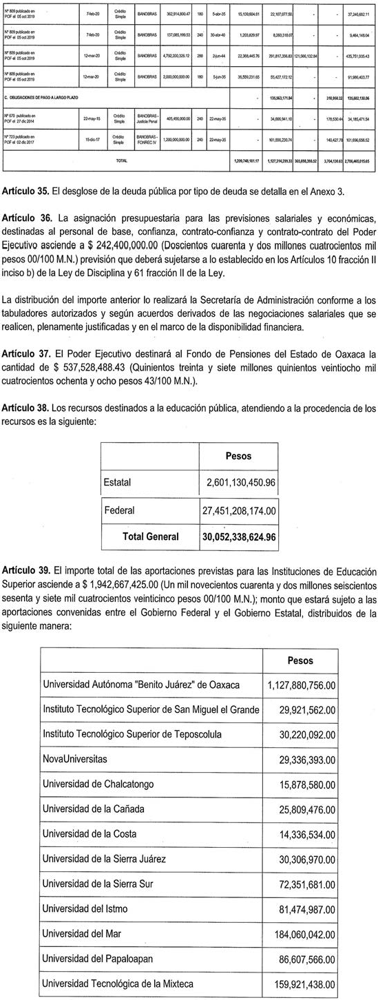 Nº 809 publicado en POF el 05 oct 2019 7-feb-20 Crédito Simple BANOBRAS 362,914,800.47 180 5-abr-35 15,139,604.61 22,107,077.50 - - 37,246,682.11
Nº 809 publicado en POF el 05 oct 2019 7-feb-20 Crédito Simple BANOBRAS 137,085,199.53 240 30-abr-40 1,203,829.97 8,260,318.07 - - 9,464,148.04
Nº 809 publicado en POF el 05 oct 2019 12-mar-20 Crédito Simple BANOBRAS 4,792,200,328.12 288 2-jun-44 22,368,445.76 291,817,356.83 121,566,132.84 - 435,751,935.43
Nº 809 publicado en POF el 05 oct 2019 12-mar-20 Crédito Simple BANOBRAS 2,000,000,000.00 180 5-jun-35 36,559,231.65 55,427,172.12 - - 91,986,403.77
C. OBLIGACIONES DE PAGO A LARGO PLAZO - 135,563,171.84 - 318,958.22 135,882,130.06
Nº 670 publicado en POF el 27 dic 2014 22-may-15 Crédito Simple BANOBRAS - Justicia Penal 405,456,000.00 240 22-may-35 - 34,006,941.10 - 178,530.44 34,185,471.54
Nº 723 publicado en POF el 02 dic 2017 15-dic-17 Crédito Simple BANOBRAS - FONREC IV 1,200,000,000.00 240 22-may-35 - 101,556,230.74 - 140,427.78 101,696,658.52
TOTAL 1,209,748,181.17 1,127,314,299.33 365,698,398.52 3,704,136.63 2,706,465,015.65
Artículo 35. El desglose de la deuda pública por tipo de deuda se detalla en el Anexo 3.
Artículo 36. La asignación presupuestaria para las previsiones salariales y económicas,
destinadas al personal de base, confianza, contrato-confianza y contrato-contrato del Poder
Ejecutivo asciende a $ 242,400,000.00 (Doscientos cuarenta y dos millones cuatrocientos mil
pesos 00/100 M.N.) previsión que deberá sujetarse a lo establecido en los Artículos 10 fracción II
inciso b) de la Ley de Disciplina y 61 fracción II de la Ley.
La distribución del importe anterior lo realizará la Secretaría de Administración conforme a los
tabuladores autorizados y según acuerdos derivados de las negociaciones salariales que se
realicen, plenamente justificadas y en el marco de la disponibilidad financiera.
Artículo 37. El Poder Ejecutivo destinará al Fondo de Pensiones del Estado de Oaxaca la
cantidad de $ 537,528,488.43 (Quinientos treinta y siete millones quinientos veintiocho mil
cuatrocientos ochenta y ocho pesos 43/100 M.N.).
Artículo 38. Los recursos destinados a la educación pública, atendiendo a la procedencia de los
recursos es la siguiente:
Pesos
Estatal 2,601,130,450.96
Federal 27,451,208,174.00
Total General 30,052,338,624.96
Artículo 39. El importe total de las aportaciones previstas para las Instituciones de Educación
Superior asciende a $ 1,942,667,425.00 (Un mil novecientos cuarenta y dos millones seiscientos
sesenta y siete mil cuatrocientos veinticinco pesos 00/100 M.N.); monto que estará sujeto a las
aportaciones convenidas entre el Gobierno Federal y el Gobierno Estatal, distribuidos de la
siguiente manera:
Pesos
Universidad Autónoma "Benito Juárez" de Oaxaca 1,127,880,756.00
Instituto Tecnológico Superior de San Miguel el Grande 29,921,562.00
Instituto Tecnológico Superior de Teposcolula 30,220,092.00
NovaUniversitas 29,336,393.00
Universidad de Chalcatongo 15,878,580.00
Universidad de la Cañada 25,809,476.00
Universidad de la Costa 14,336,534.00
Universidad de la Sierra Juárez 30,306,970.00
Universidad de la Sierra Sur 72,351,681.00
Universidad del Istmo 81,474,987.00
Universidad del Mar 184,060,042.00
Universidad del Papaloapan 86,607,566.00
Universidad Tecnológica de la Mixteca 159,921,438.00